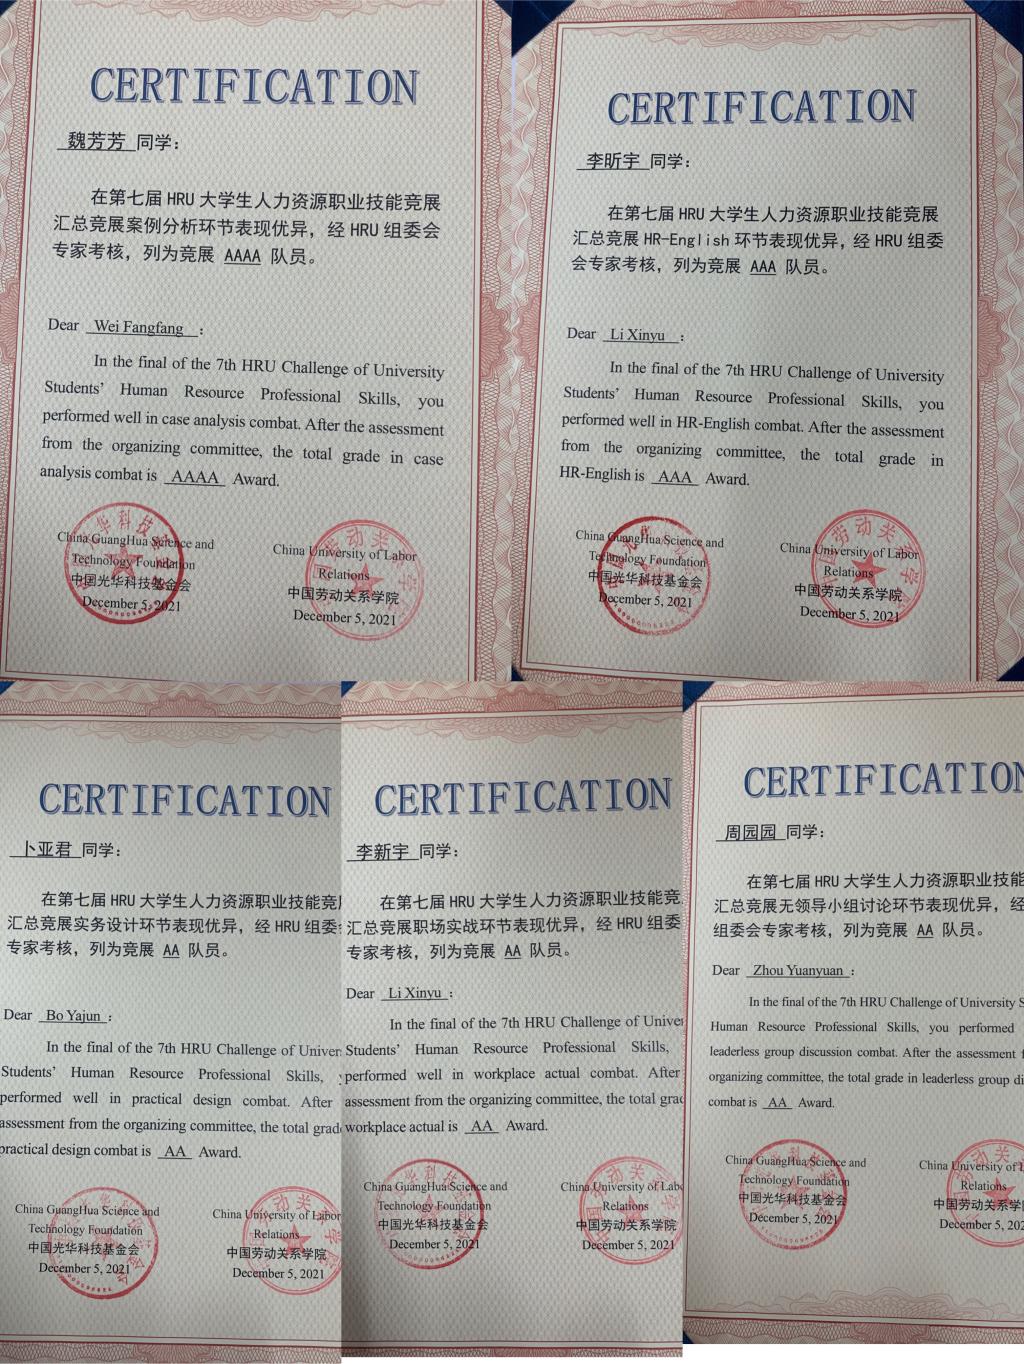 CERTIFICATION
魏芳芳 同学：
在第七届 HRU 大学生人力资源职业技能竞展
汇总竞展案例分析环节表现优异，经 HRU 组委会
专家考核，列为竞展 AAAA 队员。
Dear Wei Fangfang :
In the final of the 7th HRU Challenge of University
Students' Human Resource Professional Skills, you
performed well in case analysis combat. After the assessment
from the organizing committee, the total grade in case
analysis combat is AAAA Award.
China GuangHua Science and
Technology Foundation
中国光华科技基金会
December 5, 2021
China University of Labor
Relations
中国劳动关系学院
December 5, 2021
CERTIFICATION
李昕宇 同学：
在第七届 HRU 大学生人力资源职业技能竞展
汇总竞展 HR-English 环节表现优异，经 HRU 组委
会专家考核，列为竞展 AAA 队员。
Dear Li Xinyu :
In the final of the 7th HRU Challenge of University
Students' Human Resource Professional Skills, you
performed well in HR-English combat. After the assessment
from the organizing committee, the total grade in
HR-English is AAA Award.
China GuangHua Science and
Technology Foundation
中国光华科技基金会
December 5, 2021
China University of Labor
Relations
中国劳动关系学院
December 5, 2021
CERTIFICATION
卜亚君 同学：
在第七届 HRU 大学生人力资源职业技能竞
汇总竞展实务设计环节表现优异，经 HRU 组委
专家考核，列为竞展 AA 队员。
Dear Bo Yajun :
In the final of the 7th HRU Challenge of Univer
Students' Human Resource Professional Skills,
performed well in practical design combat. After
assessment from the organizing committee, the total grad
practical design combat is AA Award.
China GuangHua Science and
Technology Foundation
中国光华科技基金会
December 5, 2021
China University of Labor
Relations
中国劳动关系学院
December 5, 2021
CERTIFICATION
李新宇 同学：
在第七届 HRU 大学生人力资源职业技能竞
汇总竞展职场实战环节表现优异，经 HRU 组委
专家考核，列为竞展 AA 队员。
Dear Li Xinyu :
In the final of the 7th HRU Challenge of Univer
Students' Human Resource Professional Skills,
performed well in workplace actual combat. After
assessment from the organizing committee, the total grad
workplace actual is AA Award.
China GuangHua Science and
Technology Foundation
中国光华科技基金会
December 5, 2021
China University of Labo
Relations
中国劳动关系学院
December 5, 2021
CERTIFICATION
周园园 同学：
在第七届 HRU 大学生人力资源职业技能
汇总竞展无领导小组讨论环节表现优异，经
组委会专家考核，列为竞展 AA 队员。
Dear Zhou Yuanyuan :
In the final of the 7th HRU Challenge of University S
Human Resource Professional Skills, you performed
leaderless group discussion combat. After the assessment f
organizing committee, the total grade in leaderless group di
combat is AA Award.
China GuangHua Science and
Technology Foundation
中国光华科技基金会
December 5, 2021
China University of L
Relations
中国劳动关系学院
December 5, 202